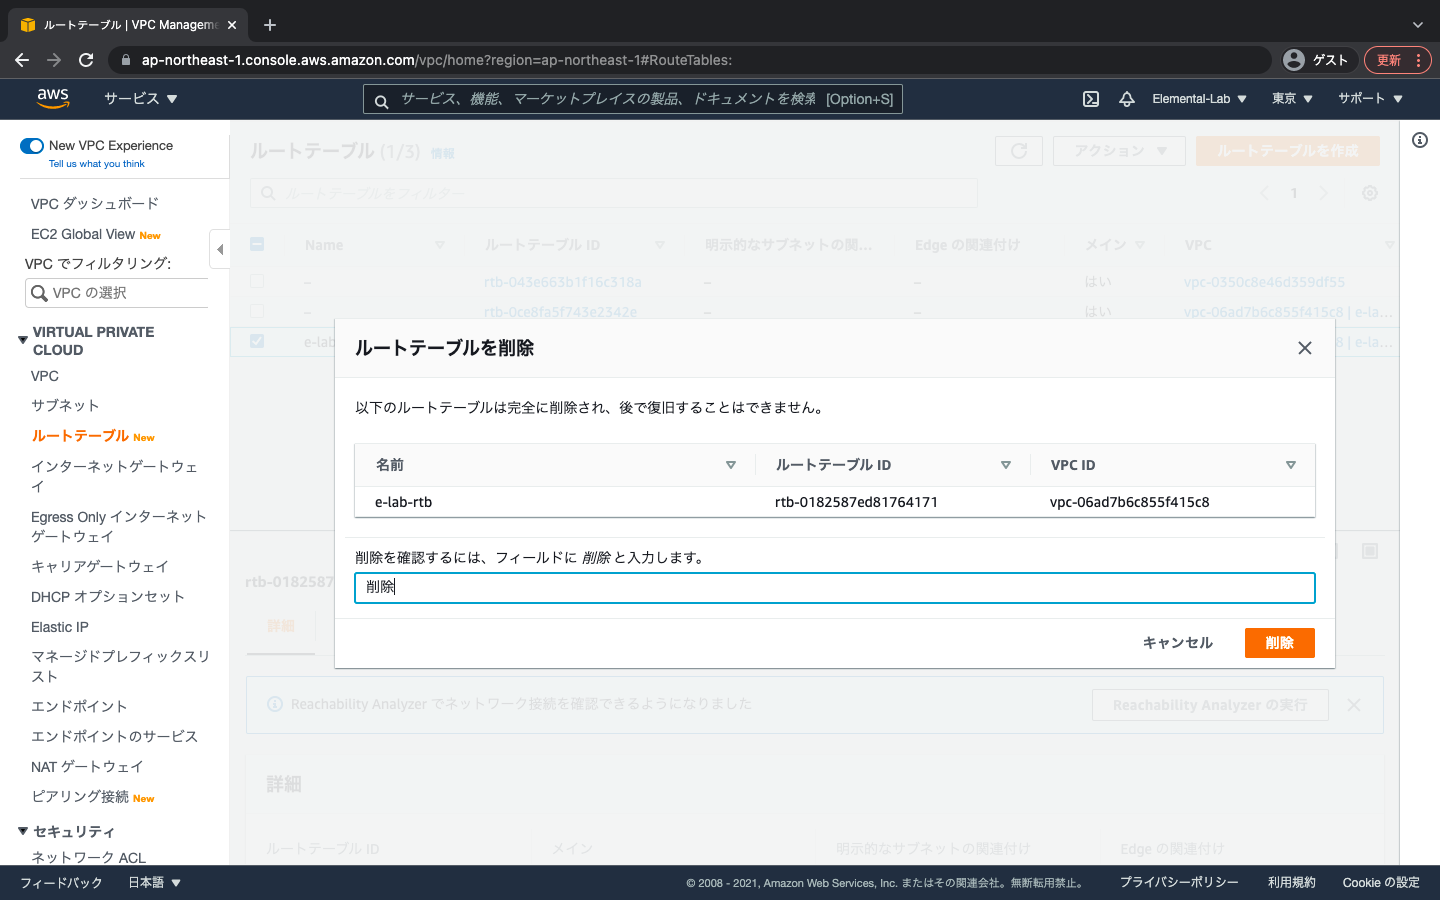 ルートテーブル | VPC Manageme
ap-northeast-1.console.aws.amazon.com/vpc/home?region=ap-northeast-1#RouteTables:
ゲスト
更新
aws
サービス
サービス、機能、マーケットプレイスの製品、ドキュメントを検索 [Option+S]
Elemental-Lab
東京
サポート
New VPC Experience
Tell us what you think
VPC ダッシュボード
EC2 Global View New
VPC でフィルタリング:
VPC の選択
VIRTUAL PRIVATE
CLOUD
VPC
サブネット
ルートテーブル New
インターネットゲートウェ
イ
Egress Only インターネット
ゲートウェイ
キャリアゲートウェイ
DHCP オプションセット
Elastic IP
マネージドプレフィックスリ
スト
エンドポイント
エンドポイントのサービス
NAT ゲートウェイ
ピアリング接続 New
セキュリティ
ネットワーク ACL
ルートテーブル (1/3) 情報
アクション
ルートテーブルを作成
ルートテーブルをフィルター
1
Name
ルートテーブル ID
明示的なサブネットの関...
Edge の関連付け
メイン
VPC
– rtb-043e663b1f16c318a – – はい vpc-0350c8e46d359df55
– rtb-0ce8fa5f743e2342e – – はい vpc-06ad7b6c855f415c8 | e-la...
e-lab
8 | e-la...
ルートテーブルを削除
以下のルートテーブルは完全に削除され、後で復旧することはできません。
名前
ルートテーブル ID
VPC ID
e-lab-rtb
rtb-0182587ed81764171
vpc-06ad7b6c855f415c8
削除を確認するには、フィールドに 削除 と入力します。
削除
キャンセル
削除
rtb-0182587
詳細
Reachability Analyzer でネットワーク接続を確認できるようになりました
Reachability Analyzer の実行
詳細
ルートテーブル ID
メイン
明示的なサブネットの関連付け
Edge の関連付け
フィードバック
日本語
© 2008 - 2021, Amazon Web Services, Inc. またはその関連会社。無断転用禁止。
プライバシーポリシー
利用規約
Cookie の設定